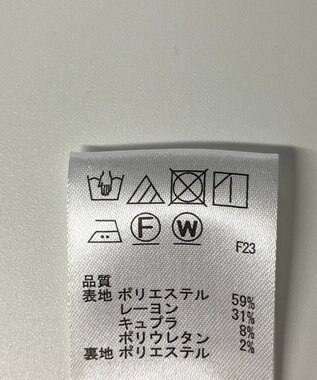 F W F23
品質
表地 ポリエステル 59%
レーヨン 31%
キュプラ 8%
ポリウレタン 2%
裏地 ポリエステル